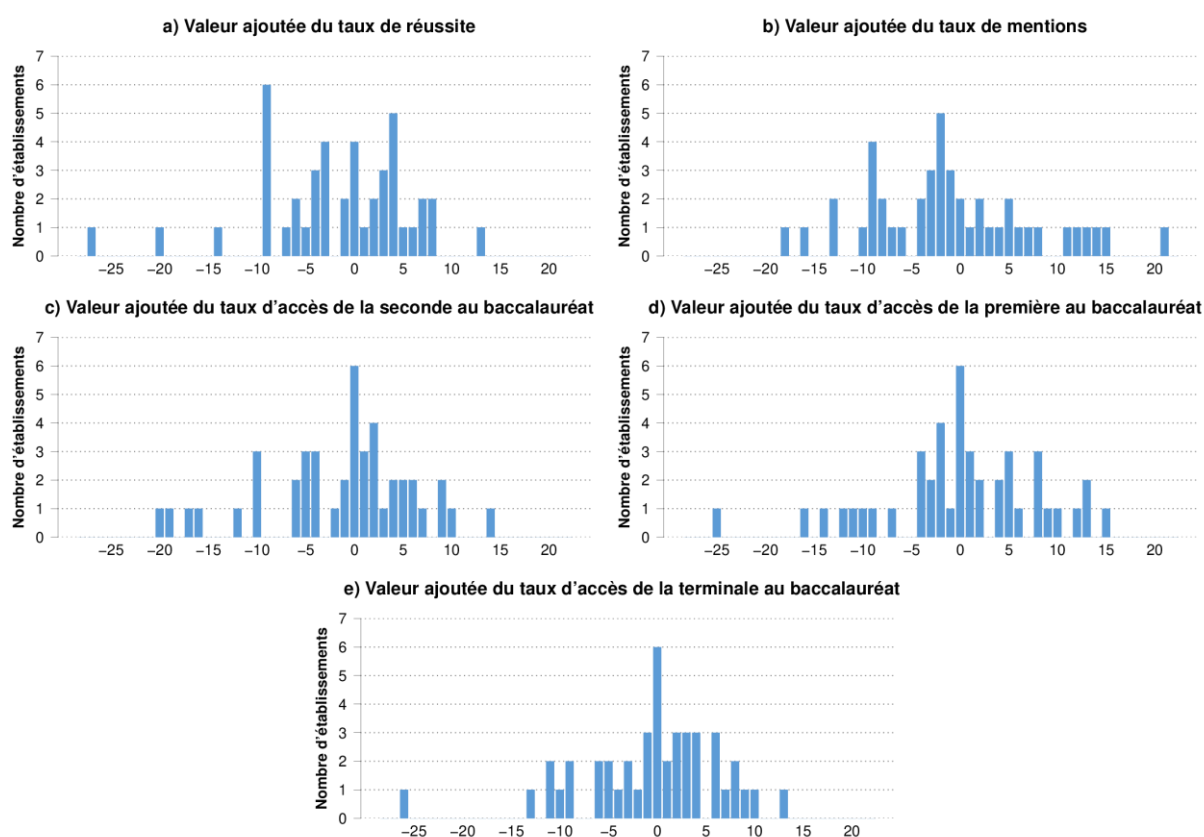 a) Valeur ajoutée du taux de réussite
Nombre d'établissements
7
6
5
4
3
2
1
0
−25 −20 −15 −10 −5 0 5 10 15 20
b) Valeur ajoutée du taux de mentions
Nombre d'établissements
7
6
5
4
3
2
1
0
−25 −20 −15 −10 −5 0 5 10 15 20
c) Valeur ajoutée du taux d'accès de la seconde au baccalauréat
Nombre d'établissements
7
6
5
4
3
2
1
0
−25 −20 −15 −10 −5 0 5 10 15 20
d) Valeur ajoutée du taux d'accès de la première au baccalauréat
Nombre d'établissements
7
6
5
4
3
2
1
0
−25 −20 −15 −10 −5 0 5 10 15 20
e) Valeur ajoutée du taux d'accès de la terminale au baccalauréat
Nombre d'établissements
7
6
5
4
3
2
1
0
−25 −20 −15 −10 −5 0 5 10 15 20